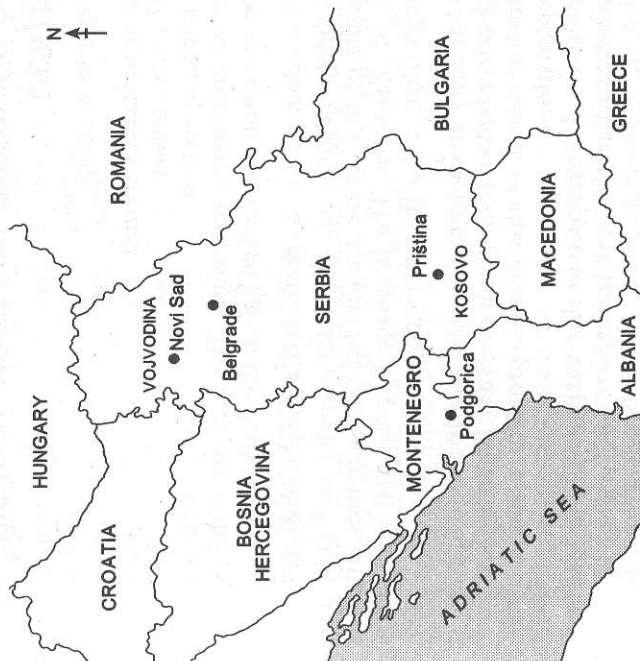 HUNGARY
N
CROATIA
ROMANIA
VOJVODINA
Novi Sad
Belgrade
BOSNIA
HERCEGOVINA
SERBIA
MONTENEGRO
Priština
BULGARIA
KOSOVO
Podgorica
ADRIATIC SEA
MACEDONIA
GREECE
ALBANIA